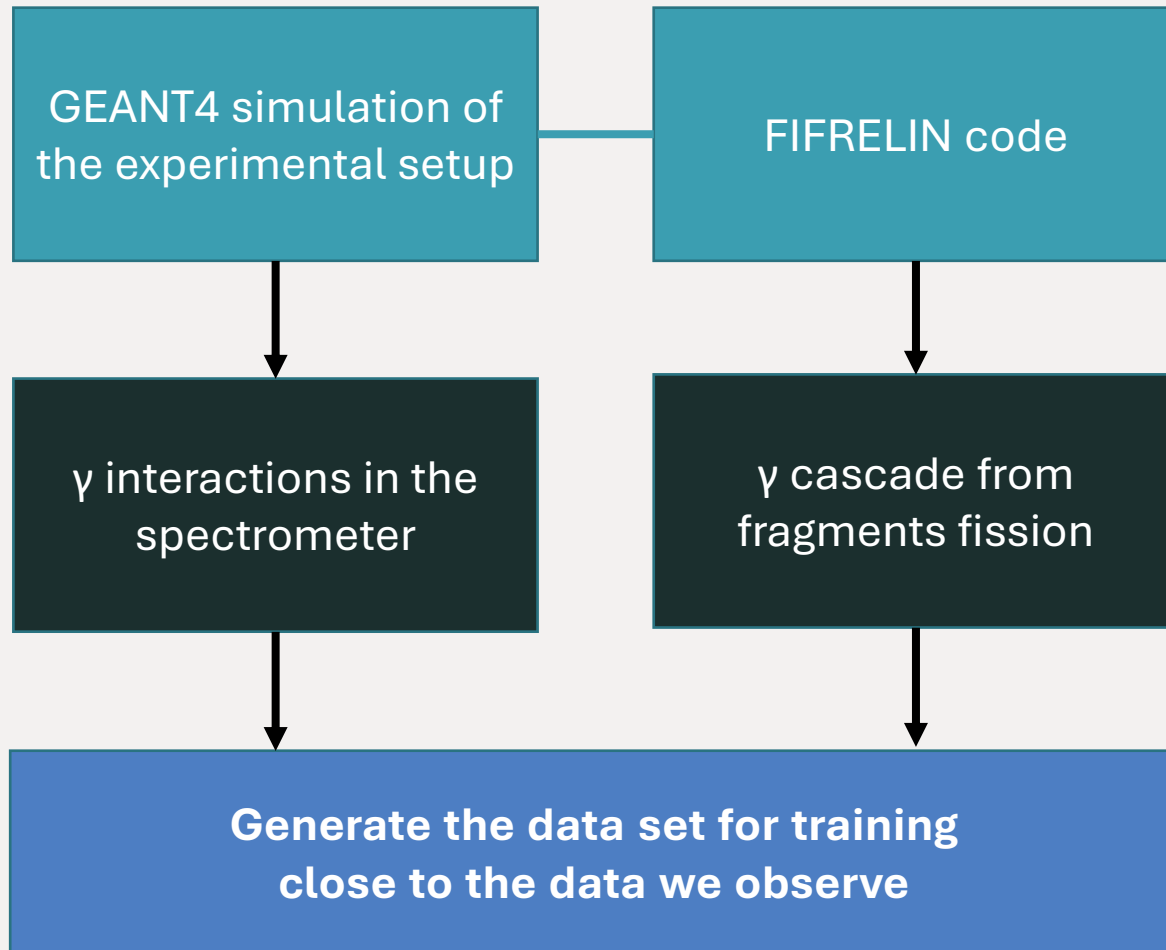 GEANT4 simulation of
the experimental setup
FIFRELIN code
γ interactions in the
spectrometer
γ cascade from
fragments fission
Generate the data set for training
close to the data we observe